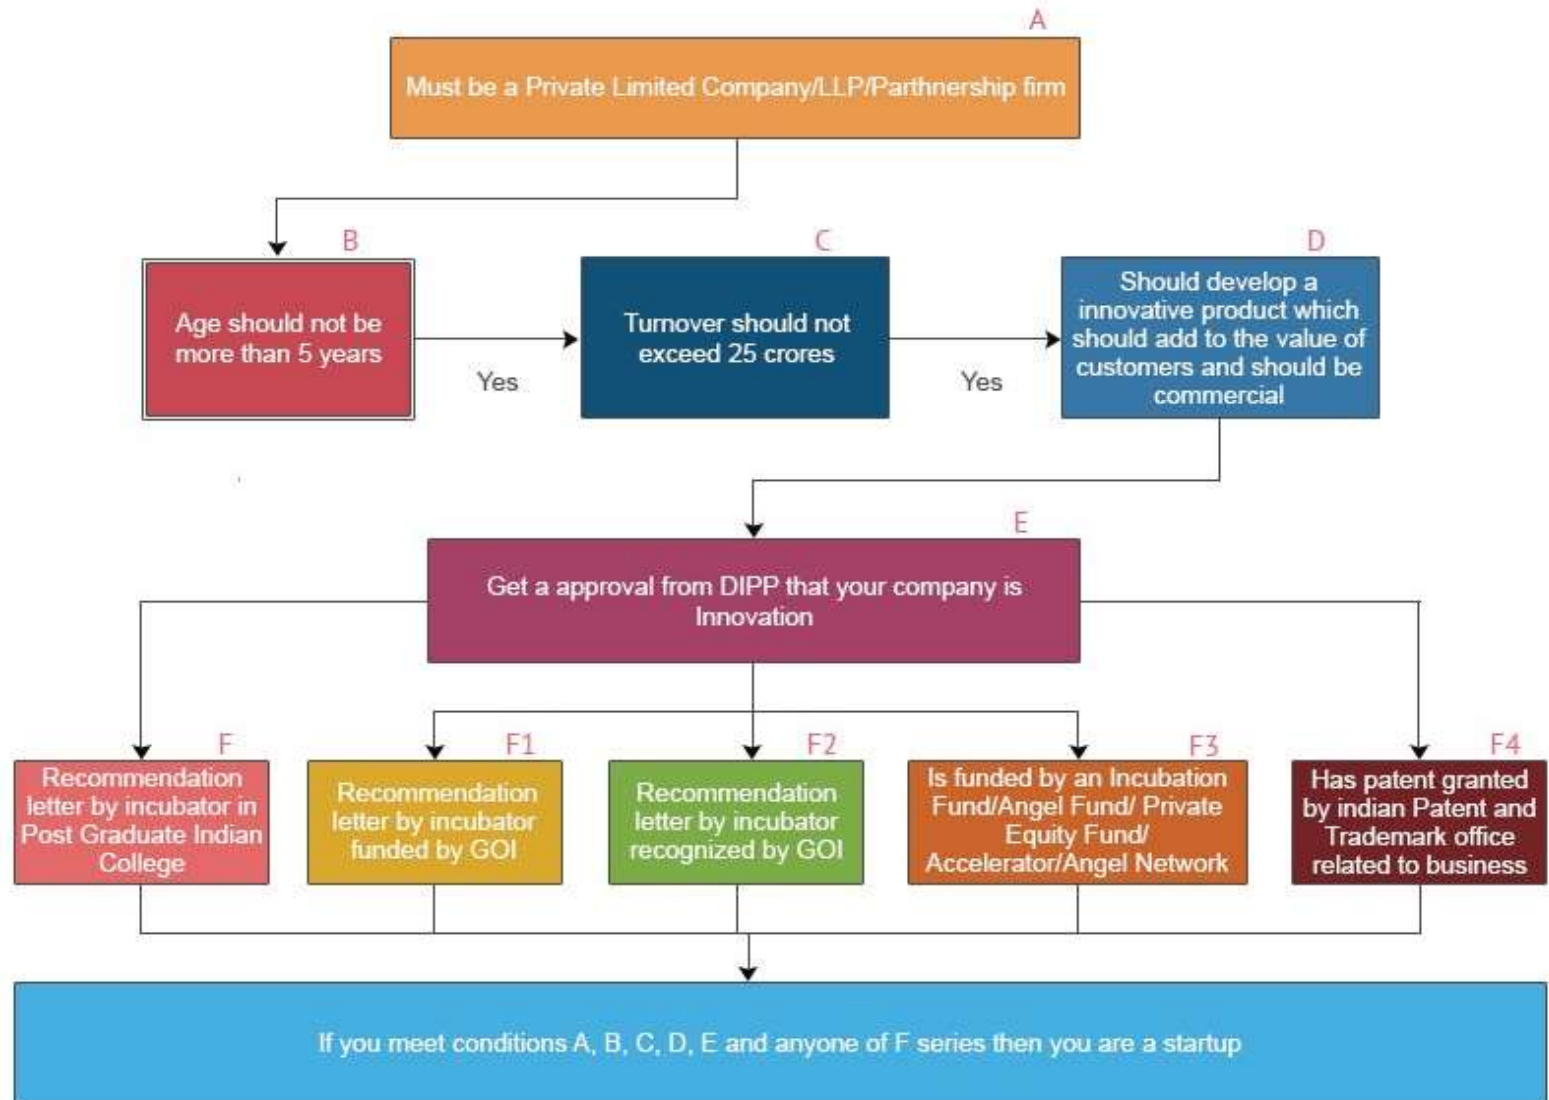 A
Must be a Private Limited Company/LLP/Parthnership firm
B
Age should not be
more than 5 years
Yes
C
Turnover should not
exceed 25 crores
Yes
D
Should develop a
innovative product which
should add to the value of
customers and should be
commercial
E
Get a approval from DIPP that your company is
Innovation
F
Recommendation
letter by incubator in
Post Graduate Indian
College
F1
Recommendation
letter by incubator
funded by GOI
F2
Recommendation
letter by incubator
recognized by GOI
F3
Is funded by an Incubation
Fund/Angel Fund/ Private
Equity Fund/
Accelerator/Angel Network
F4
Has patent granted
by indian Patent and
Trademark office
related to business
If you meet conditions A, B, C, D, E and anyone of F series then you are a startup